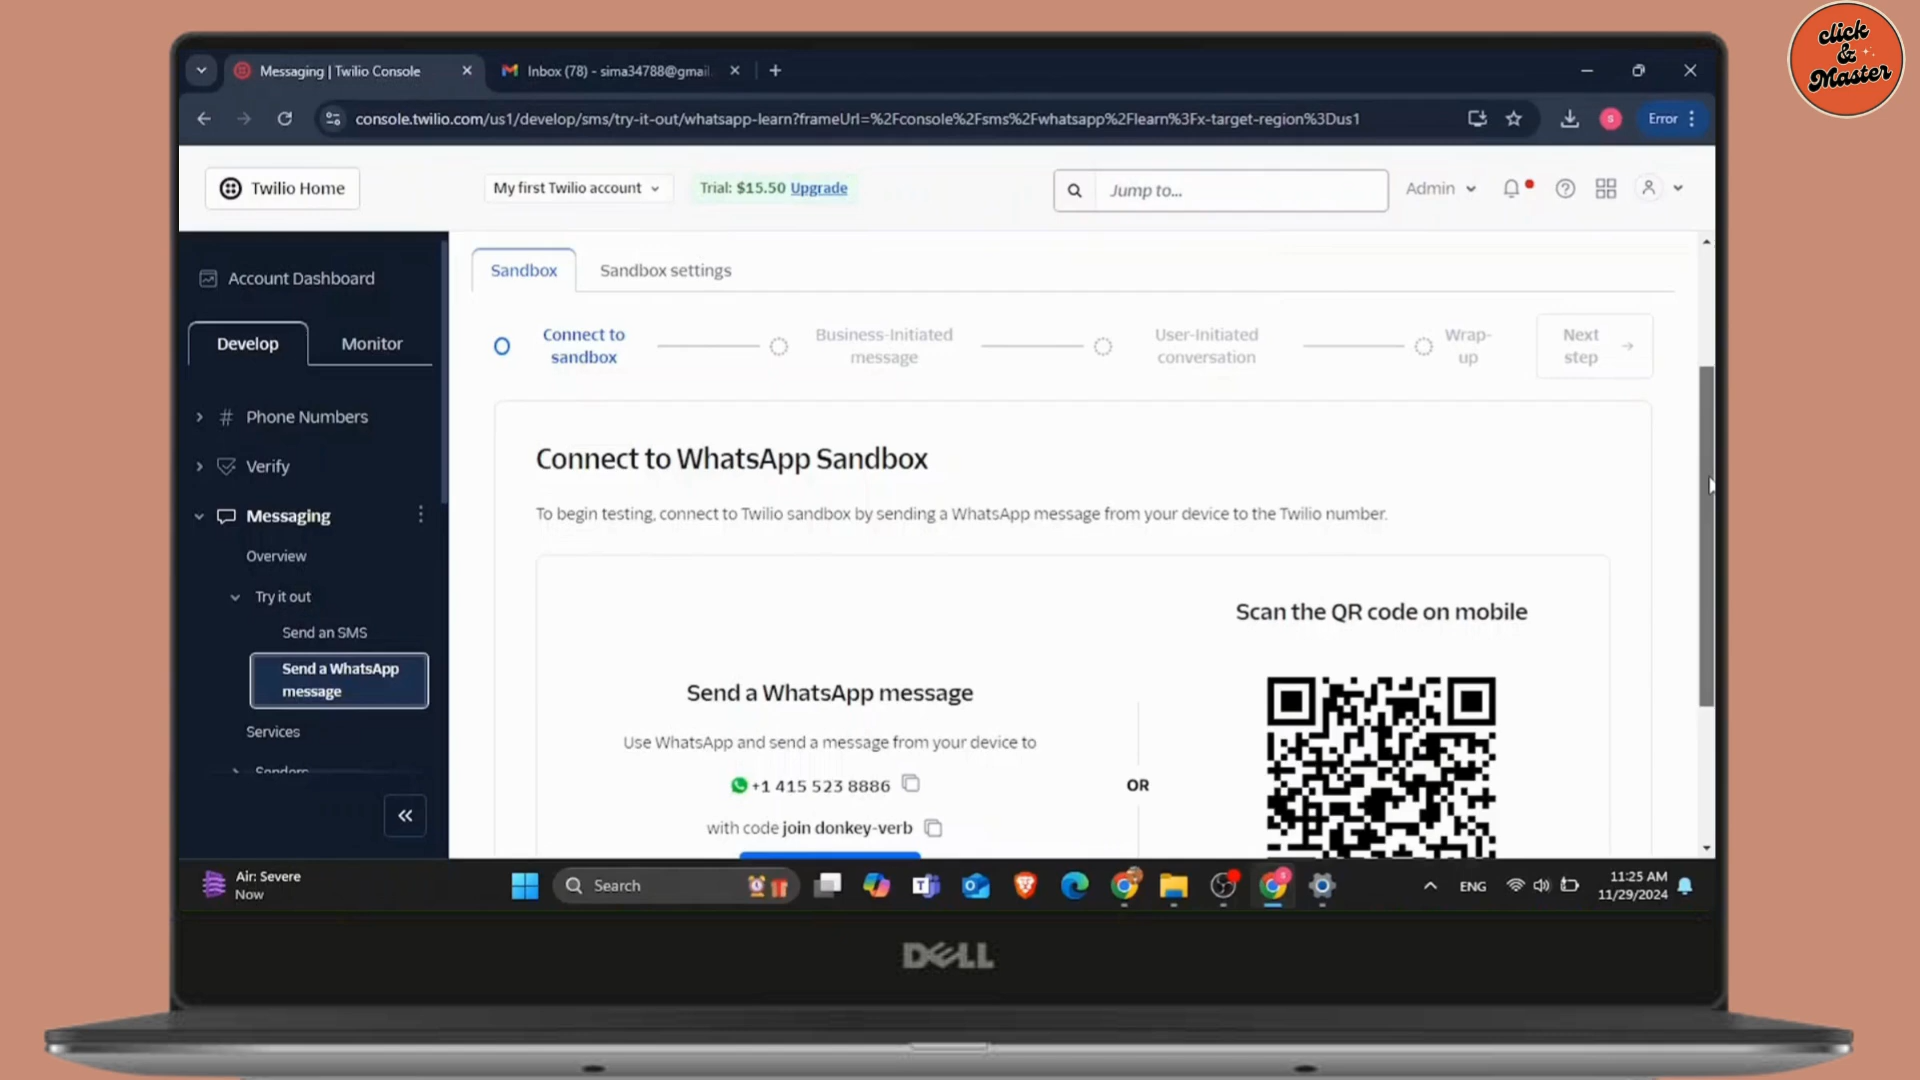 click
&
Master
Messaging | Twilio Console
Inbox (78) - sima34788@gmail.
console.twilio.com/us1/develop/sms/try-it-out/whatsapp-learn?frameUrl=%2Fconsole%2Fsms%2Fwhatsapp%2Flearn%3Fx-target-region%3Dus1
S
Error
Twilio Home
My first Twilio account
Trial: $15.50 Upgrade
Jump to...
Admin
Account Dashboard
Develop
Monitor
# Phone Numbers
Verify
Messaging
Overview
Try it out
Send an SMS
Send a WhatsApp
message
Services
Senders
Sandbox
Sandbox settings
Connect to
sandbox
Business-Initiated
message
User-Initiated
conversation
Wrap-
up
Next
step
Connect to WhatsApp Sandbox
To begin testing, connect to Twilio sandbox by sending a WhatsApp message from your device to the Twilio number.
Send a WhatsApp message
Use WhatsApp and send a message from your device to
+1 415 523 8886
with code join donkey-verb
OR
Scan the QR code on mobile
Air: Severe
Now
Search
ENG
11:25 AM
11/29/2024
DELL